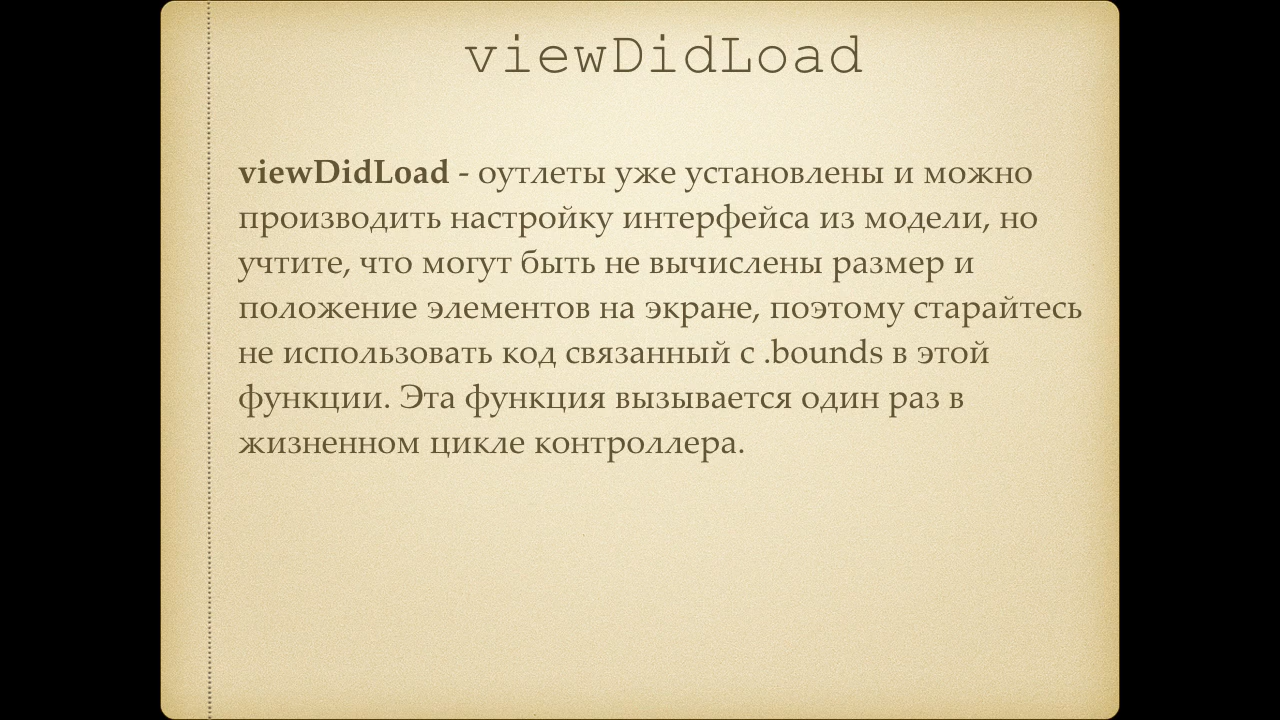 viewDidLoad
viewDidLoad - оутлеты уже установлены и можно
производить настройку интерфейса из модели, но
учтите, что могут быть не вычислены размер и
положение элементов на экране, поэтому старайтесь
не использовать код связанный с .bounds в этой
функции. Эта функция вызывается один раз в
жизненном цикле контроллера.